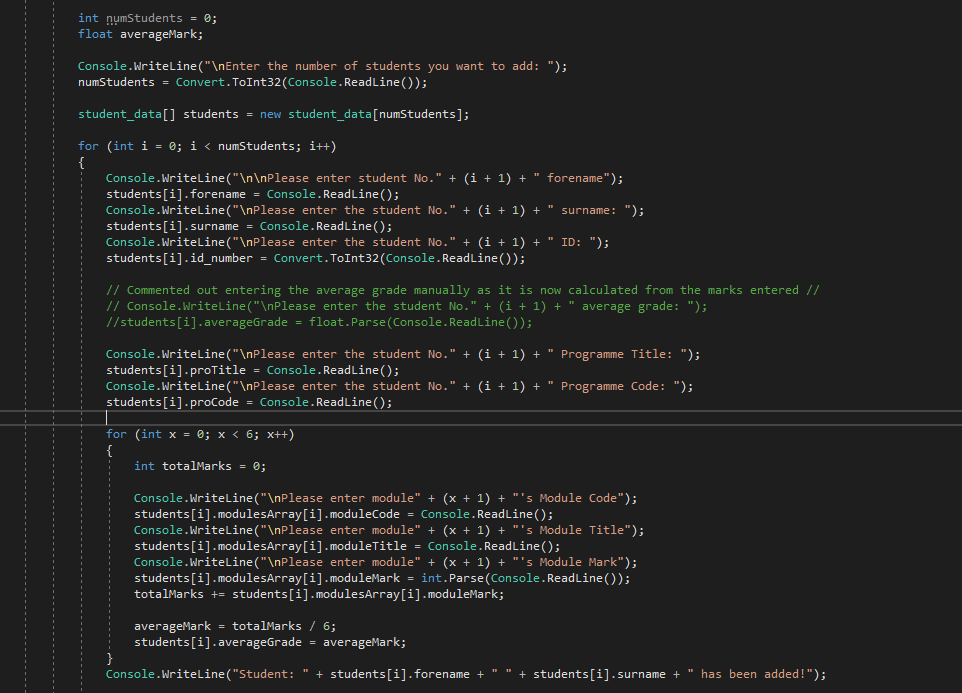 int numStudents = 0;
float averageMark;
Console.WriteLine("\nEnter the number of students you want to add: ");
numStudents = Convert.ToInt32(Console.ReadLine());
student_data[] students = new student_data[numStudents];
for (int i = 0; i < numStudents; i++)
{
Console.WriteLine("\n\nPlease enter student No." + (i + 1) + " forename");
students[i].forename = Console.ReadLine();
Console.WriteLine("\nPlease enter the student No." + (i + 1) + " surname: ");
students[i].surname = Console.ReadLine();
Console.WriteLine("\nPlease enter the student No." + (i + 1) + " ID: ");
students[i].id_number = Convert.ToInt32(Console.ReadLine());
// Commented out entering the average grade manually as it is now calculated from the marks entered //
// Console.WriteLine("\nPlease enter the student No." + (i + 1) + " average grade: ");
//students[i].averageGrade = float.Parse(Console.ReadLine());
Console.WriteLine("\nPlease enter the student No." + (i + 1) + " Programme Title: ");
students[i].proTitle = Console.ReadLine();
Console.WriteLine("\nPlease enter the student No." + (i + 1) + " Programme Code: ");
students[i].proCode = Console.ReadLine();
for (int x = 0; x < 6; x++)
{
int totalMarks = 0;
Console.WriteLine("\nPlease enter module" + (x + 1) + "'s Module Code");
students[i].modulesArray[i].moduleCode = Console.ReadLine();
Console.WriteLine("\nPlease enter module" + (x + 1) + "'s Module Title");
students[i].modulesArray[i].moduleTitle = Console.ReadLine();
Console.WriteLine("\nPlease enter module" + (x + 1) + "'s Module Mark");
students[i].modulesArray[i].moduleMark = int.Parse(Console.ReadLine());
totalMarks += students[i].modulesArray[i].moduleMark;
averageMark = totalMarks / 6;
students[i].averageGrade = averageMark;
}
Console.WriteLine("Student: " + students[i].forename + " " + students[i].surname + " has been added!");